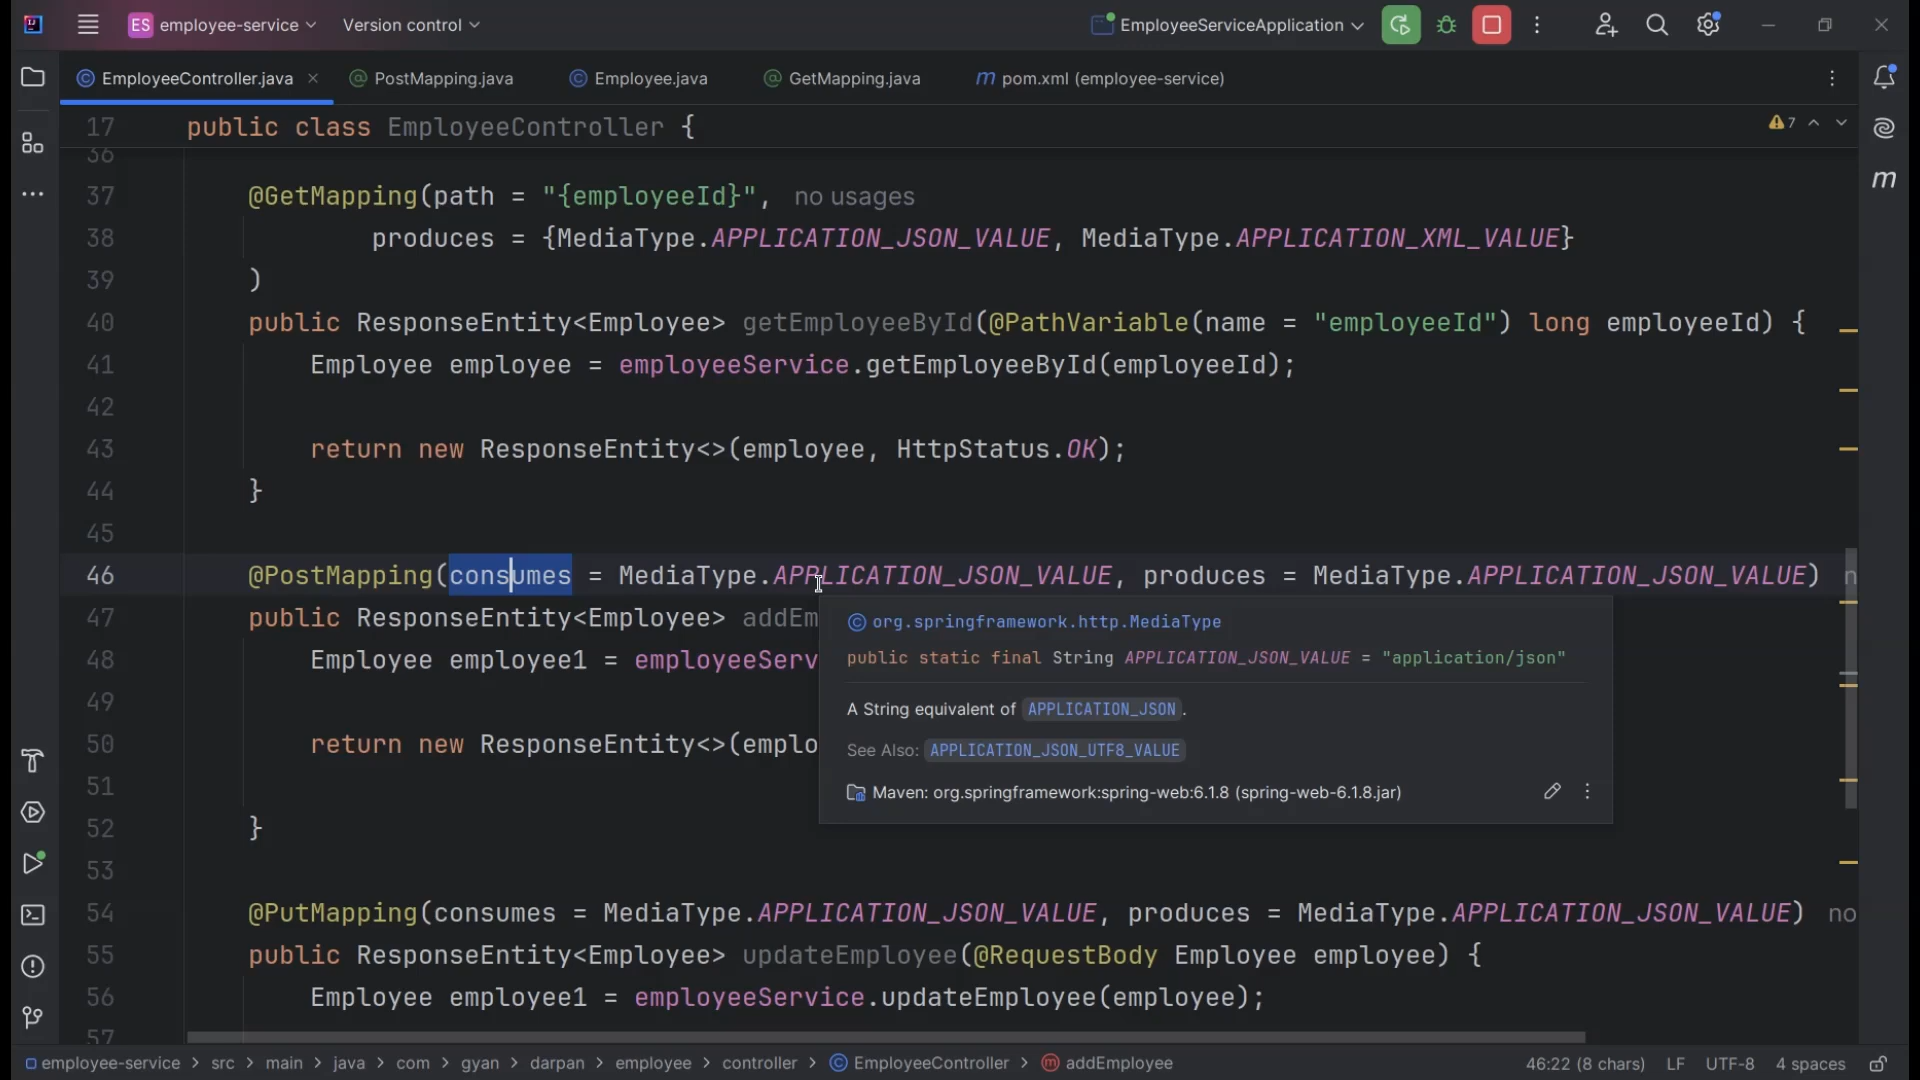 ES employee-service Version control EmployeeServiceApplication
EmployeeController.java PostMapping.java Employee.java GetMapping.java pom.xml (employee-service)
17 public class EmployeeController { 7
36
37 @GetMapping(path = "{employeeId}", no usages
38 produces = {MediaType.APPLICATION_JSON_VALUE, MediaType.APPLICATION_XML_VALUE}
39 )
40 public ResponseEntity<Employee> getEmployeeById(@PathVariable(name = "employeeId") long employeeId) {
41 Employee employee = employeeService.getEmployeeById(employeeId);
42
43 return new ResponseEntity<>(employee, HttpStatus.OK);
44 }
45
46 @PostMapping(consumes = MediaType.APPLICATION_JSON_VALUE, produces = MediaType.APPLICATION_JSON_VALUE) n
47 public ResponseEntity<Employee> addEm
48 Employee employee1 = employeeServ
49
50 return new ResponseEntity<>(emplo
51
52 }
53
54 @PutMapping(consumes = MediaType.APPLICATION_JSON_VALUE, produces = MediaType.APPLICATION_JSON_VALUE) no
55 public ResponseEntity<Employee> updateEmployee(@RequestBody Employee employee) {
56 Employee employee1 = employeeService.updateEmployee(employee);
57
org.springframework.http.MediaType
public static final String APPLICATION_JSON_VALUE = "application/json"
A String equivalent of APPLICATION_JSON.
See Also: APPLICATION_JSON_UTF8_VALUE
Maven: org.springframework:spring-web:6.1.8 (spring-web-6.1.8.jar)
employee-service > src > main > java > com > gyan > darpan > employee > controller > EmployeeController > addEmployee 46:22 (8 chars) LF UTF-8 4 spaces